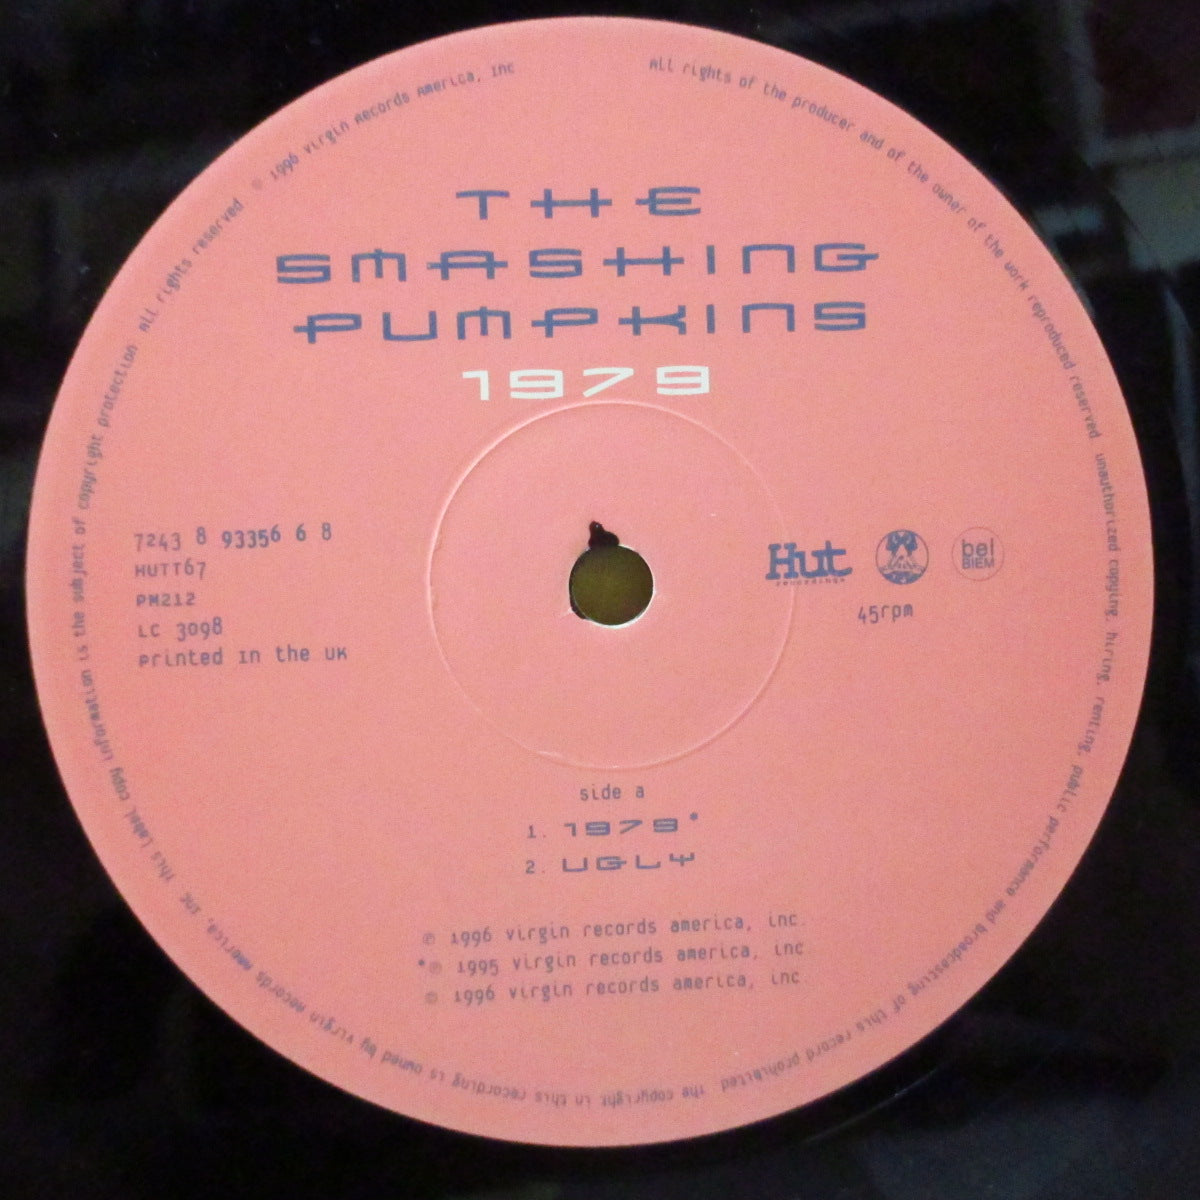 THE
SMASHING
PUMPKINS
1979
7243 8 93356 6 8
HUTT67
PM212
LC 3098
Printed in the UK
Hut
recordings
bel
BIEM
45rpm
side a
1. 1979*
2. UGLY
℗ 1996 virgin records america, inc.
*℗ 1995 virgin records america, inc
© 1996 virgin records america, inc.
All rights of the producer and of the owner of the work reproduced reserved unauthorized copying, hiring, renting, public performance and broadcasting of this record prohibited The copyright in this recording is owned by virgin records america, inc This label copy information is the subject of copyright protection All rights reserved © 1996 virgin records america, inc